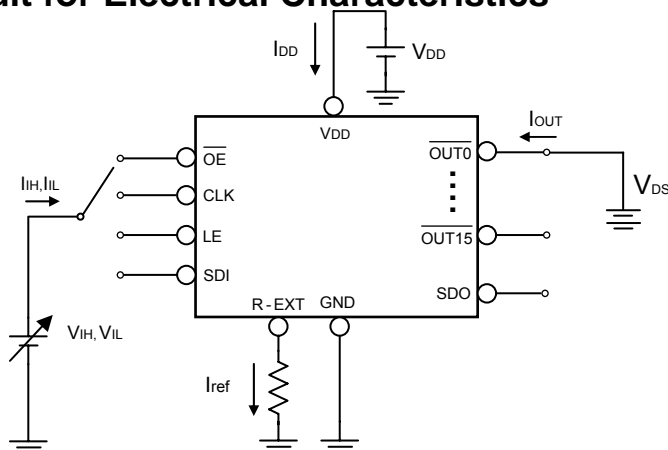 uit for Electrical Characteristics
IDD
VDD
VDD
IOUT
OE
OUT0
IIH,IIL
CLK
VDS
LE
OUT15
SDI
SDO
R-EXT
GND
VIH,VIL
Iref